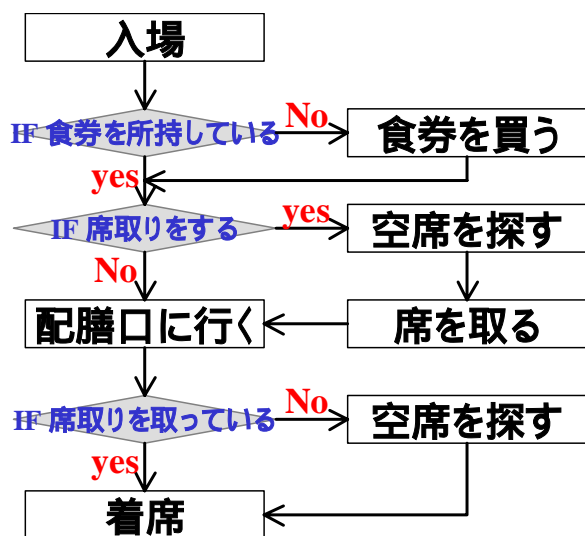 入場
IF 食券を所持している
No
食券を買う
yes
IF 席取りをする
yes
空席を探す
No
配膳口に行く
席を取る
IF 席取りを取っている
No
空席を探す
yes
着席